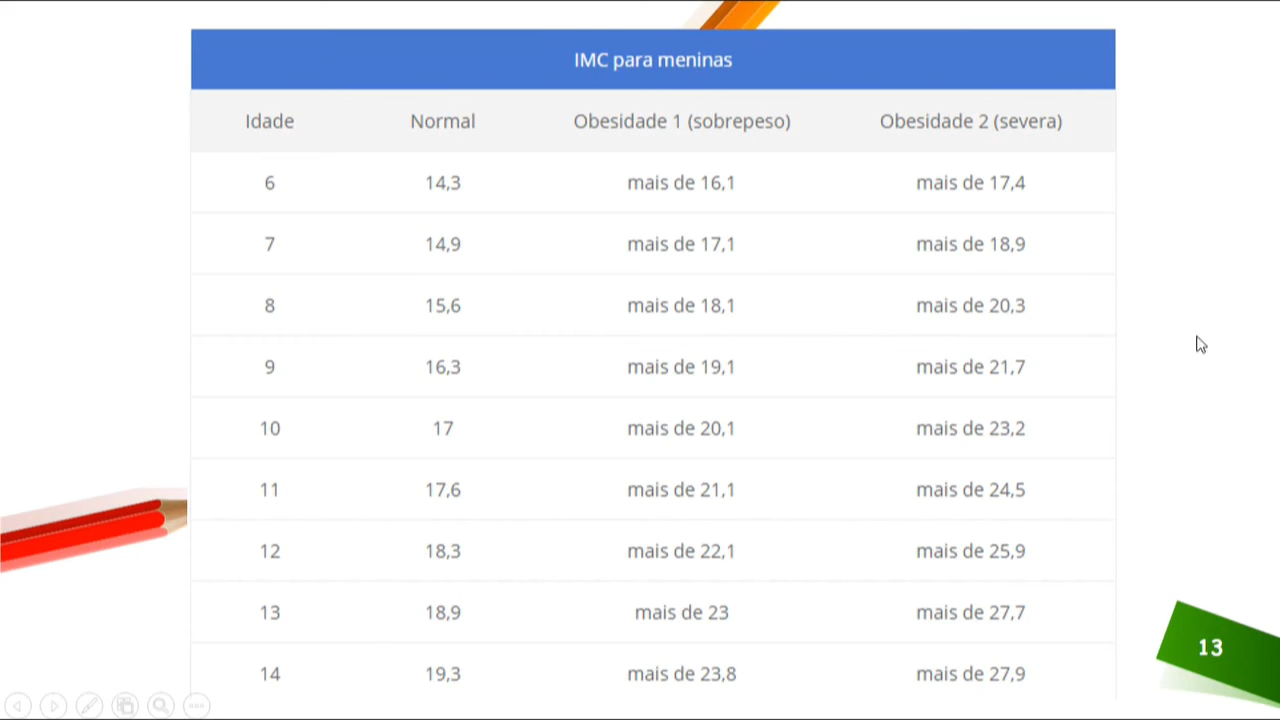 IMC para meninas
Idade Normal Obesidade 1 (sobrepeso) Obesidade 2 (severa)
6 14,3 mais de 16,1 mais de 17,4
7 14,9 mais de 17,1 mais de 18,9
8 15,6 mais de 18,1 mais de 20,3
9 16,3 mais de 19,1 mais de 21,7
10 17 mais de 20,1 mais de 23,2
11 17,6 mais de 21,1 mais de 24,5
12 18,3 mais de 22,1 mais de 25,9
13 18,9 mais de 23 mais de 27,7
14 19,3 mais de 23,8 mais de 27,9
13